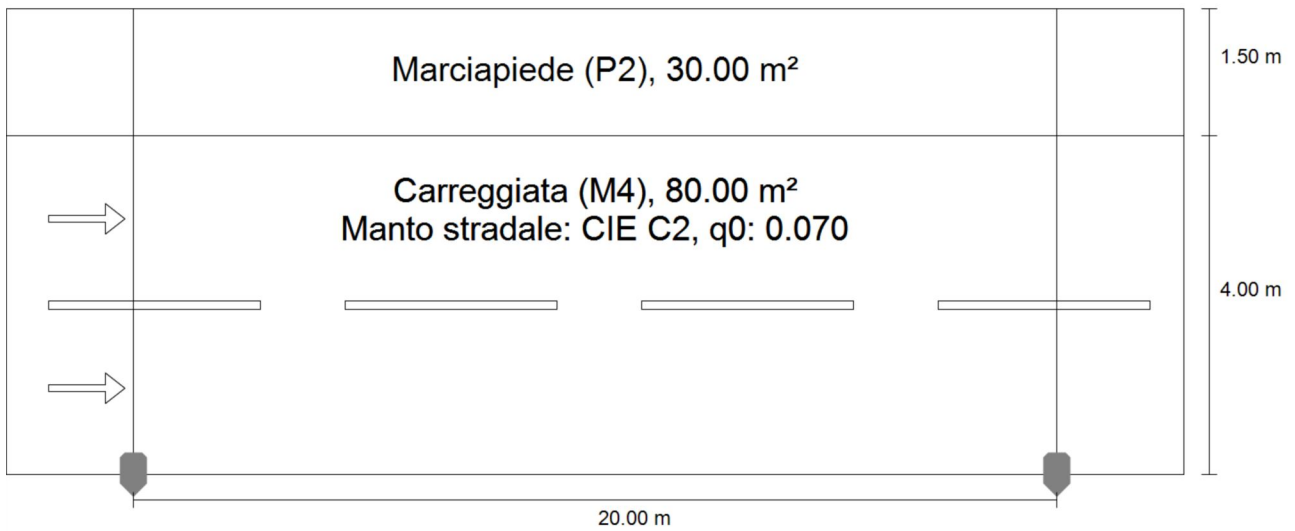 Marciapiede (P2), 30.00 m²
1.50 m
Carreggiata (M4), 80.00 m²
Manto stradale: CIE C2, q0: 0.070
4.00 m
20.00 m